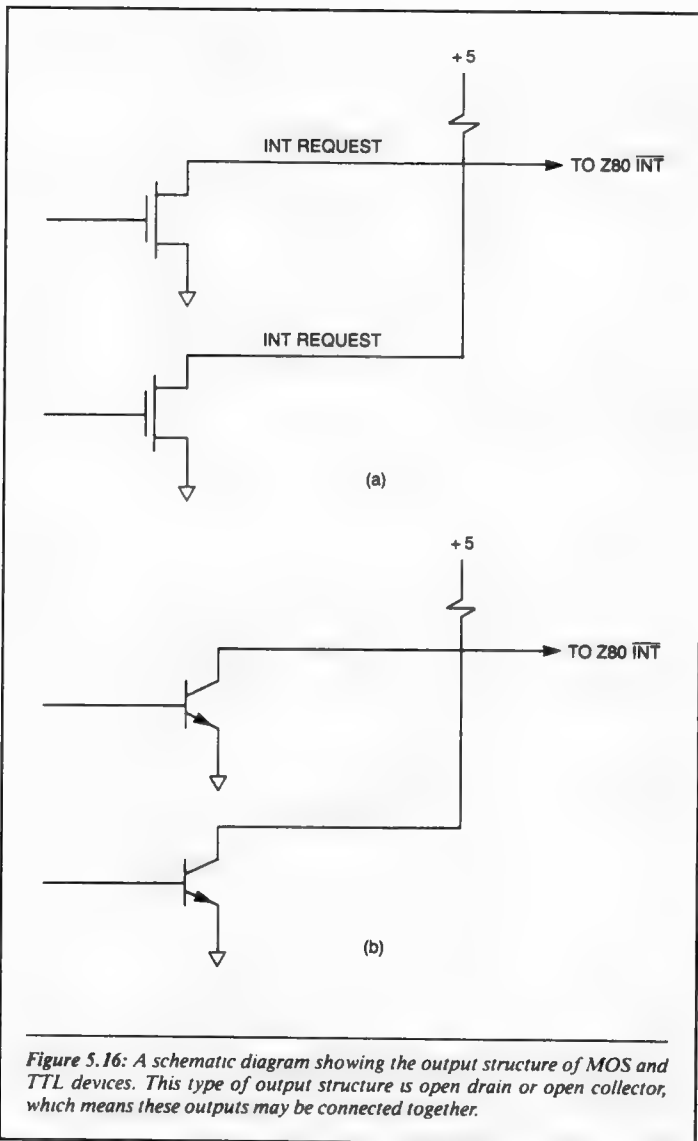 +5
INT REQUEST
TO Z80 I̅N̅T̅
INT REQUEST
(a)
+5
TO Z80 I̅N̅T̅
(b)
Figure 5.16: A schematic diagram showing the output structure of MOS and
TTL devices. This type of output structure is open drain or open collector,
which means these outputs may be connected together.